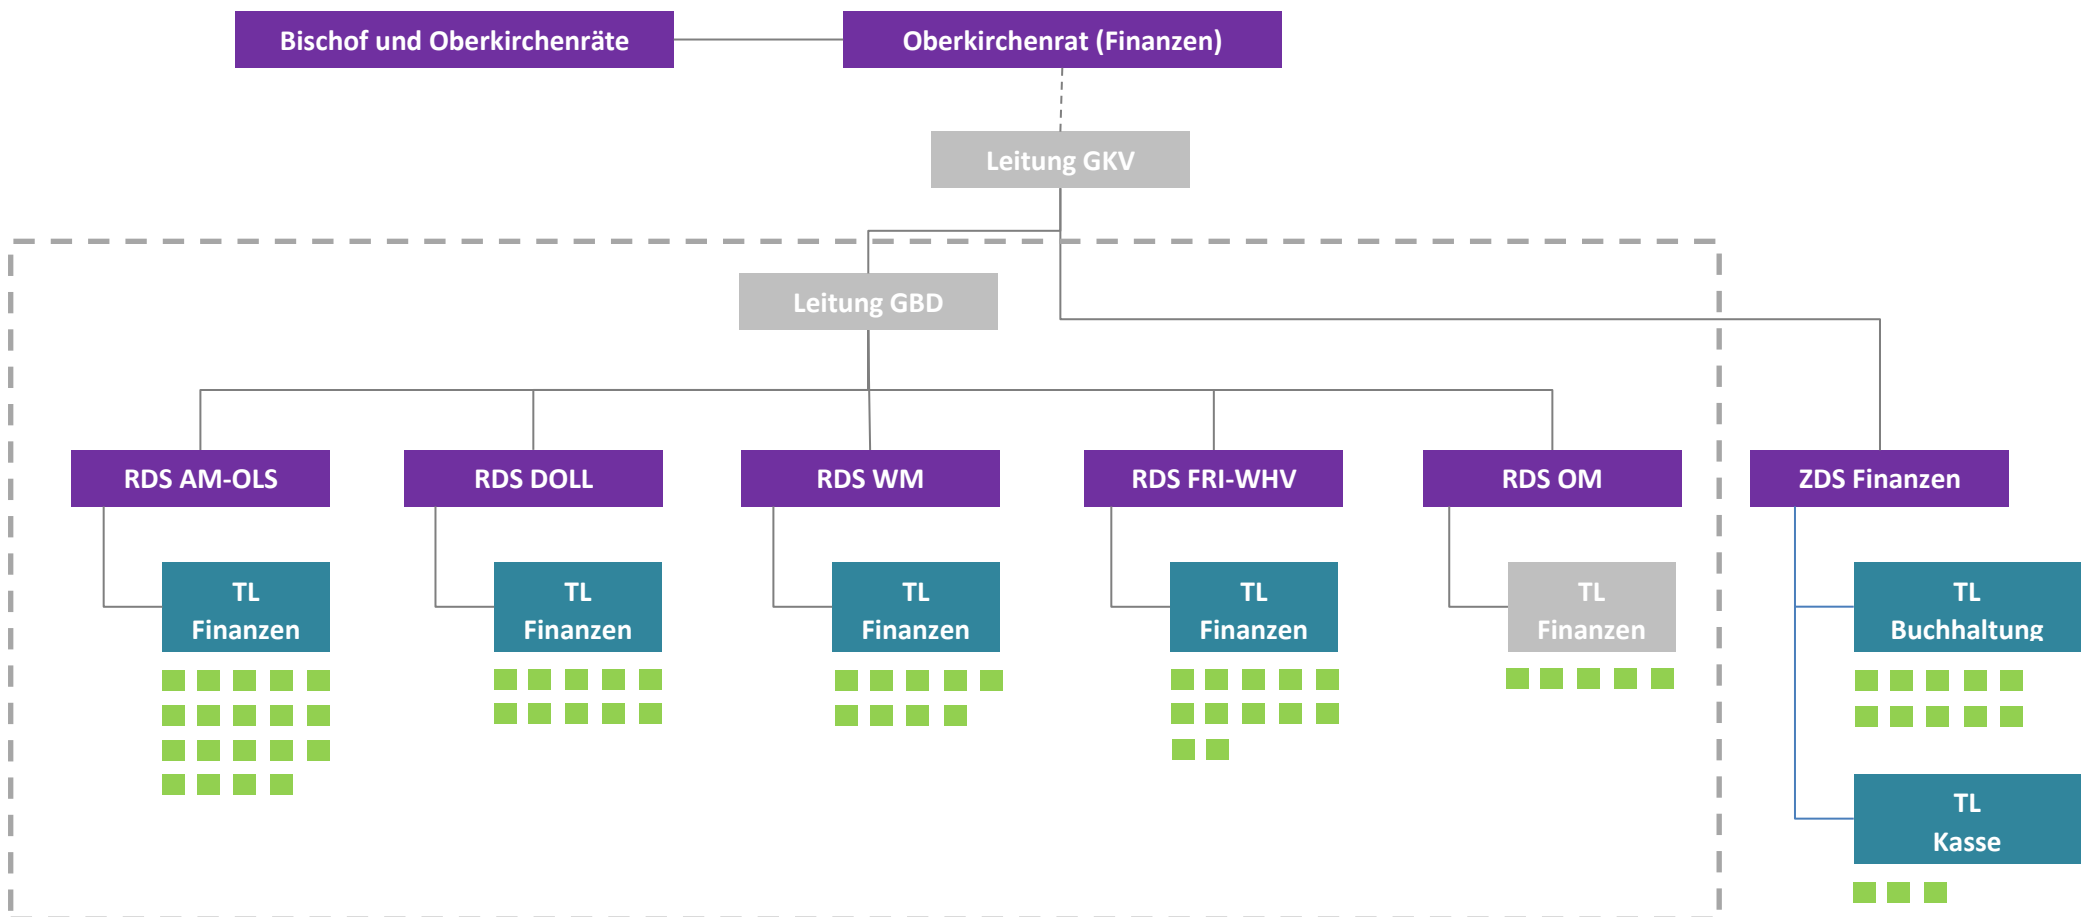 Bischof und Oberkirchenräte
Oberkirchenrat (Finanzen)
Leitung GKV
Leitung GBD
RDS AM-OLS
RDS DOLL
RDS WM
RDS FRI-WHV
RDS OM
ZDS Finanzen
TL
Finanzen
TL
Finanzen
TL
Finanzen
TL
Finanzen
TL
Finanzen
TL
Buchhaltung
TL
Kasse